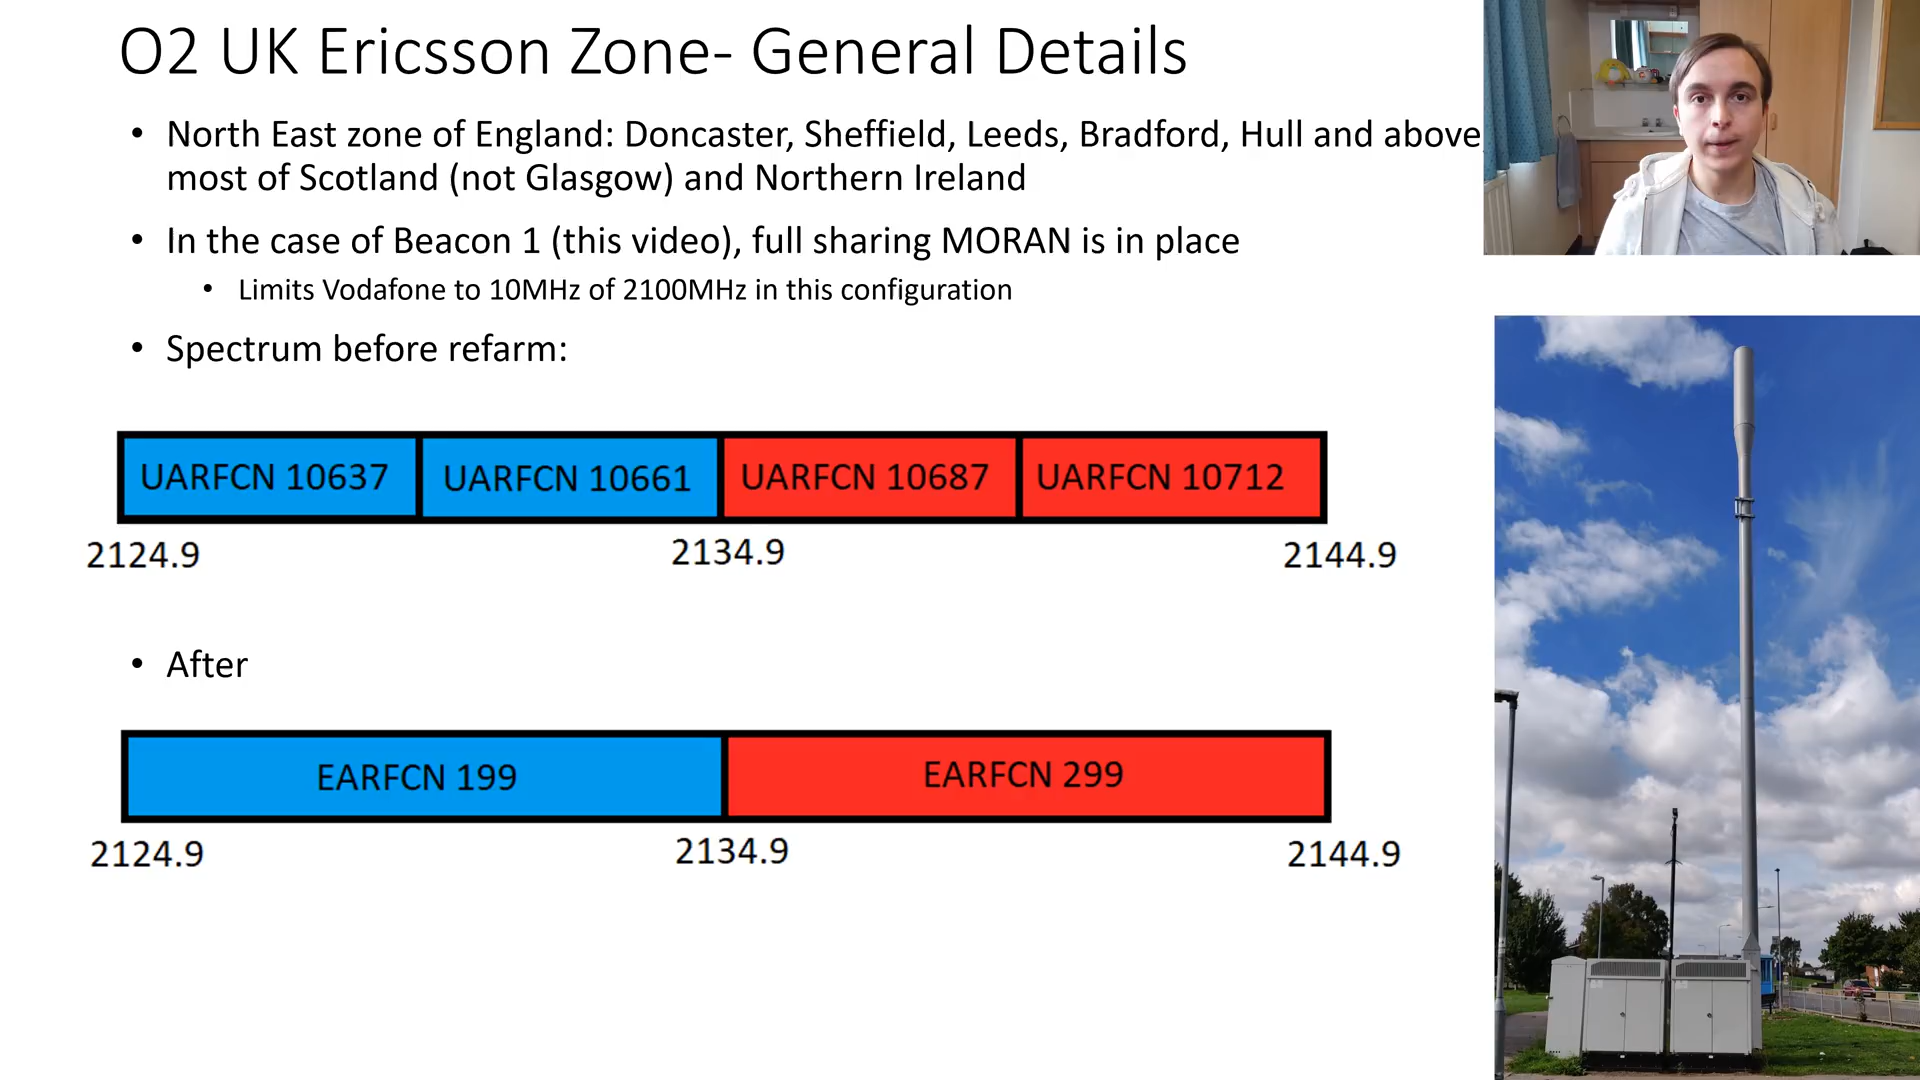 O2 UK Ericsson Zone- General Details
• North East zone of England: Doncaster, Sheffield, Leeds, Bradford, Hull and above,
most of Scotland (not Glasgow) and Northern Ireland
• In the case of Beacon 1 (this video), full sharing MORAN is in place
• Limits Vodafone to 10MHz of 2100MHz in this configuration
• Spectrum before refarm:
UARFCN 10637 UARFCN 10661 UARFCN 10687 UARFCN 10712
2124.9 2134.9 2144.9
• After
EARFCN 199 EARFCN 299
2124.9 2134.9 2144.9